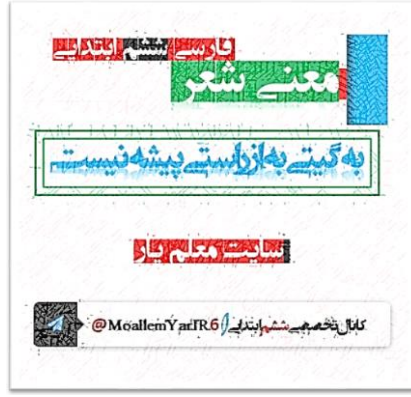 فارسی ششم ابتدایی
معنی شعر
به گیتی به از راستی پیشه نیست
سایت معلم یار
کانال تخصصی ششم ابتدایی @MoallemYarIR6